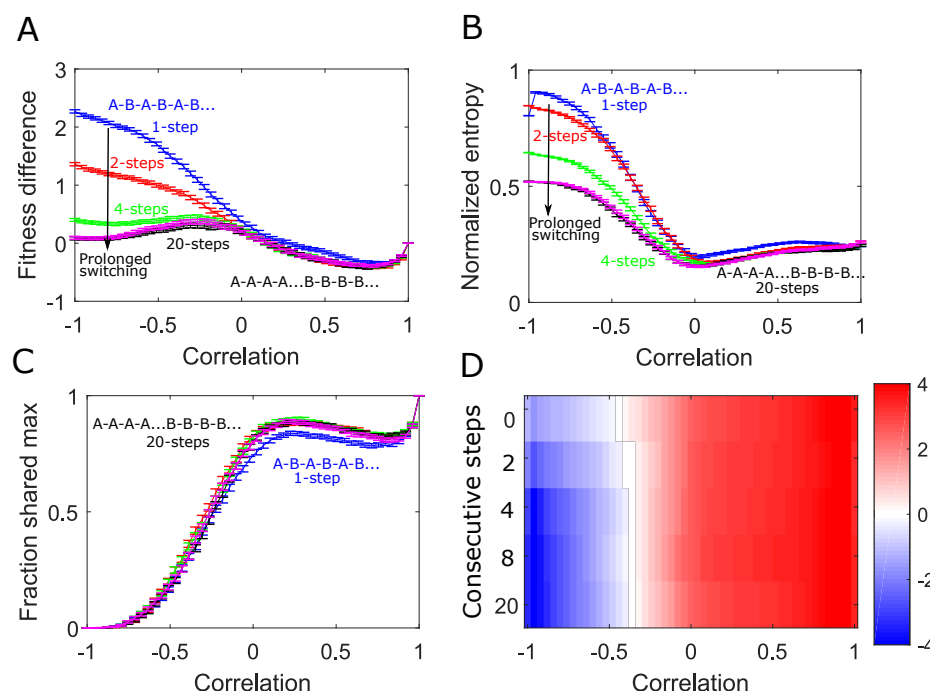 A
3
2
1
0
-1
Fitness difference
A-B-A-B-A-B...
1-step
2-steps
4-steps
20-steps
Prolonged
switching
A-A-A-A...B-B-B-B...
-1
-0.5
0
0.5
1
Correlation
B
1
0.5
0
Normalized entropy
A-B-A-B-A-B...
1-step
2-steps
Prolonged
switching
4-steps
A-A-A-A...B-B-B-B...
20-steps
-1
-0.5
0
0.5
1
Correlation
C
1
0.5
0
Fraction shared max
A-A-A-A...B-B-B-B...
20-steps
A-B-A-B-A-B...
1-step
-1
-0.5
0
0.5
1
Correlation
D
Consecutive steps
0
2
4
8
20
-1
-0.5
0
0.5
1
Correlation
4
2
0
-2
-4